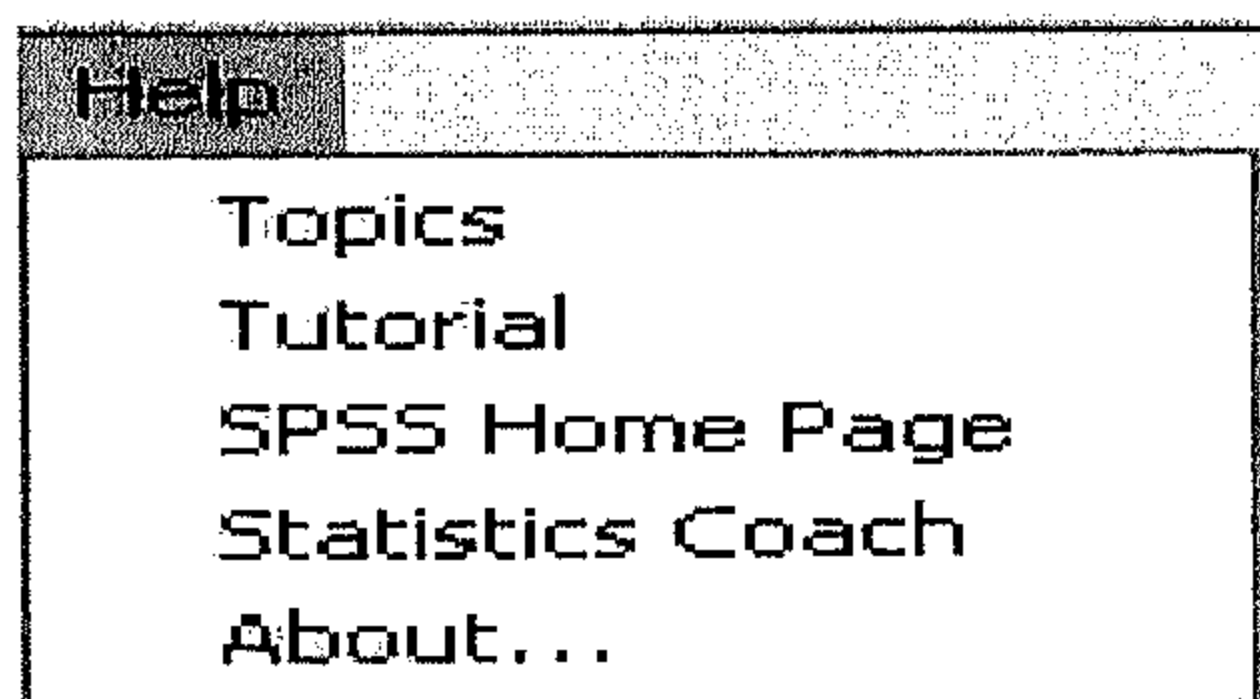 Help
Topics
Tutorial
SPSS Home Page
Statistics Coach
About...